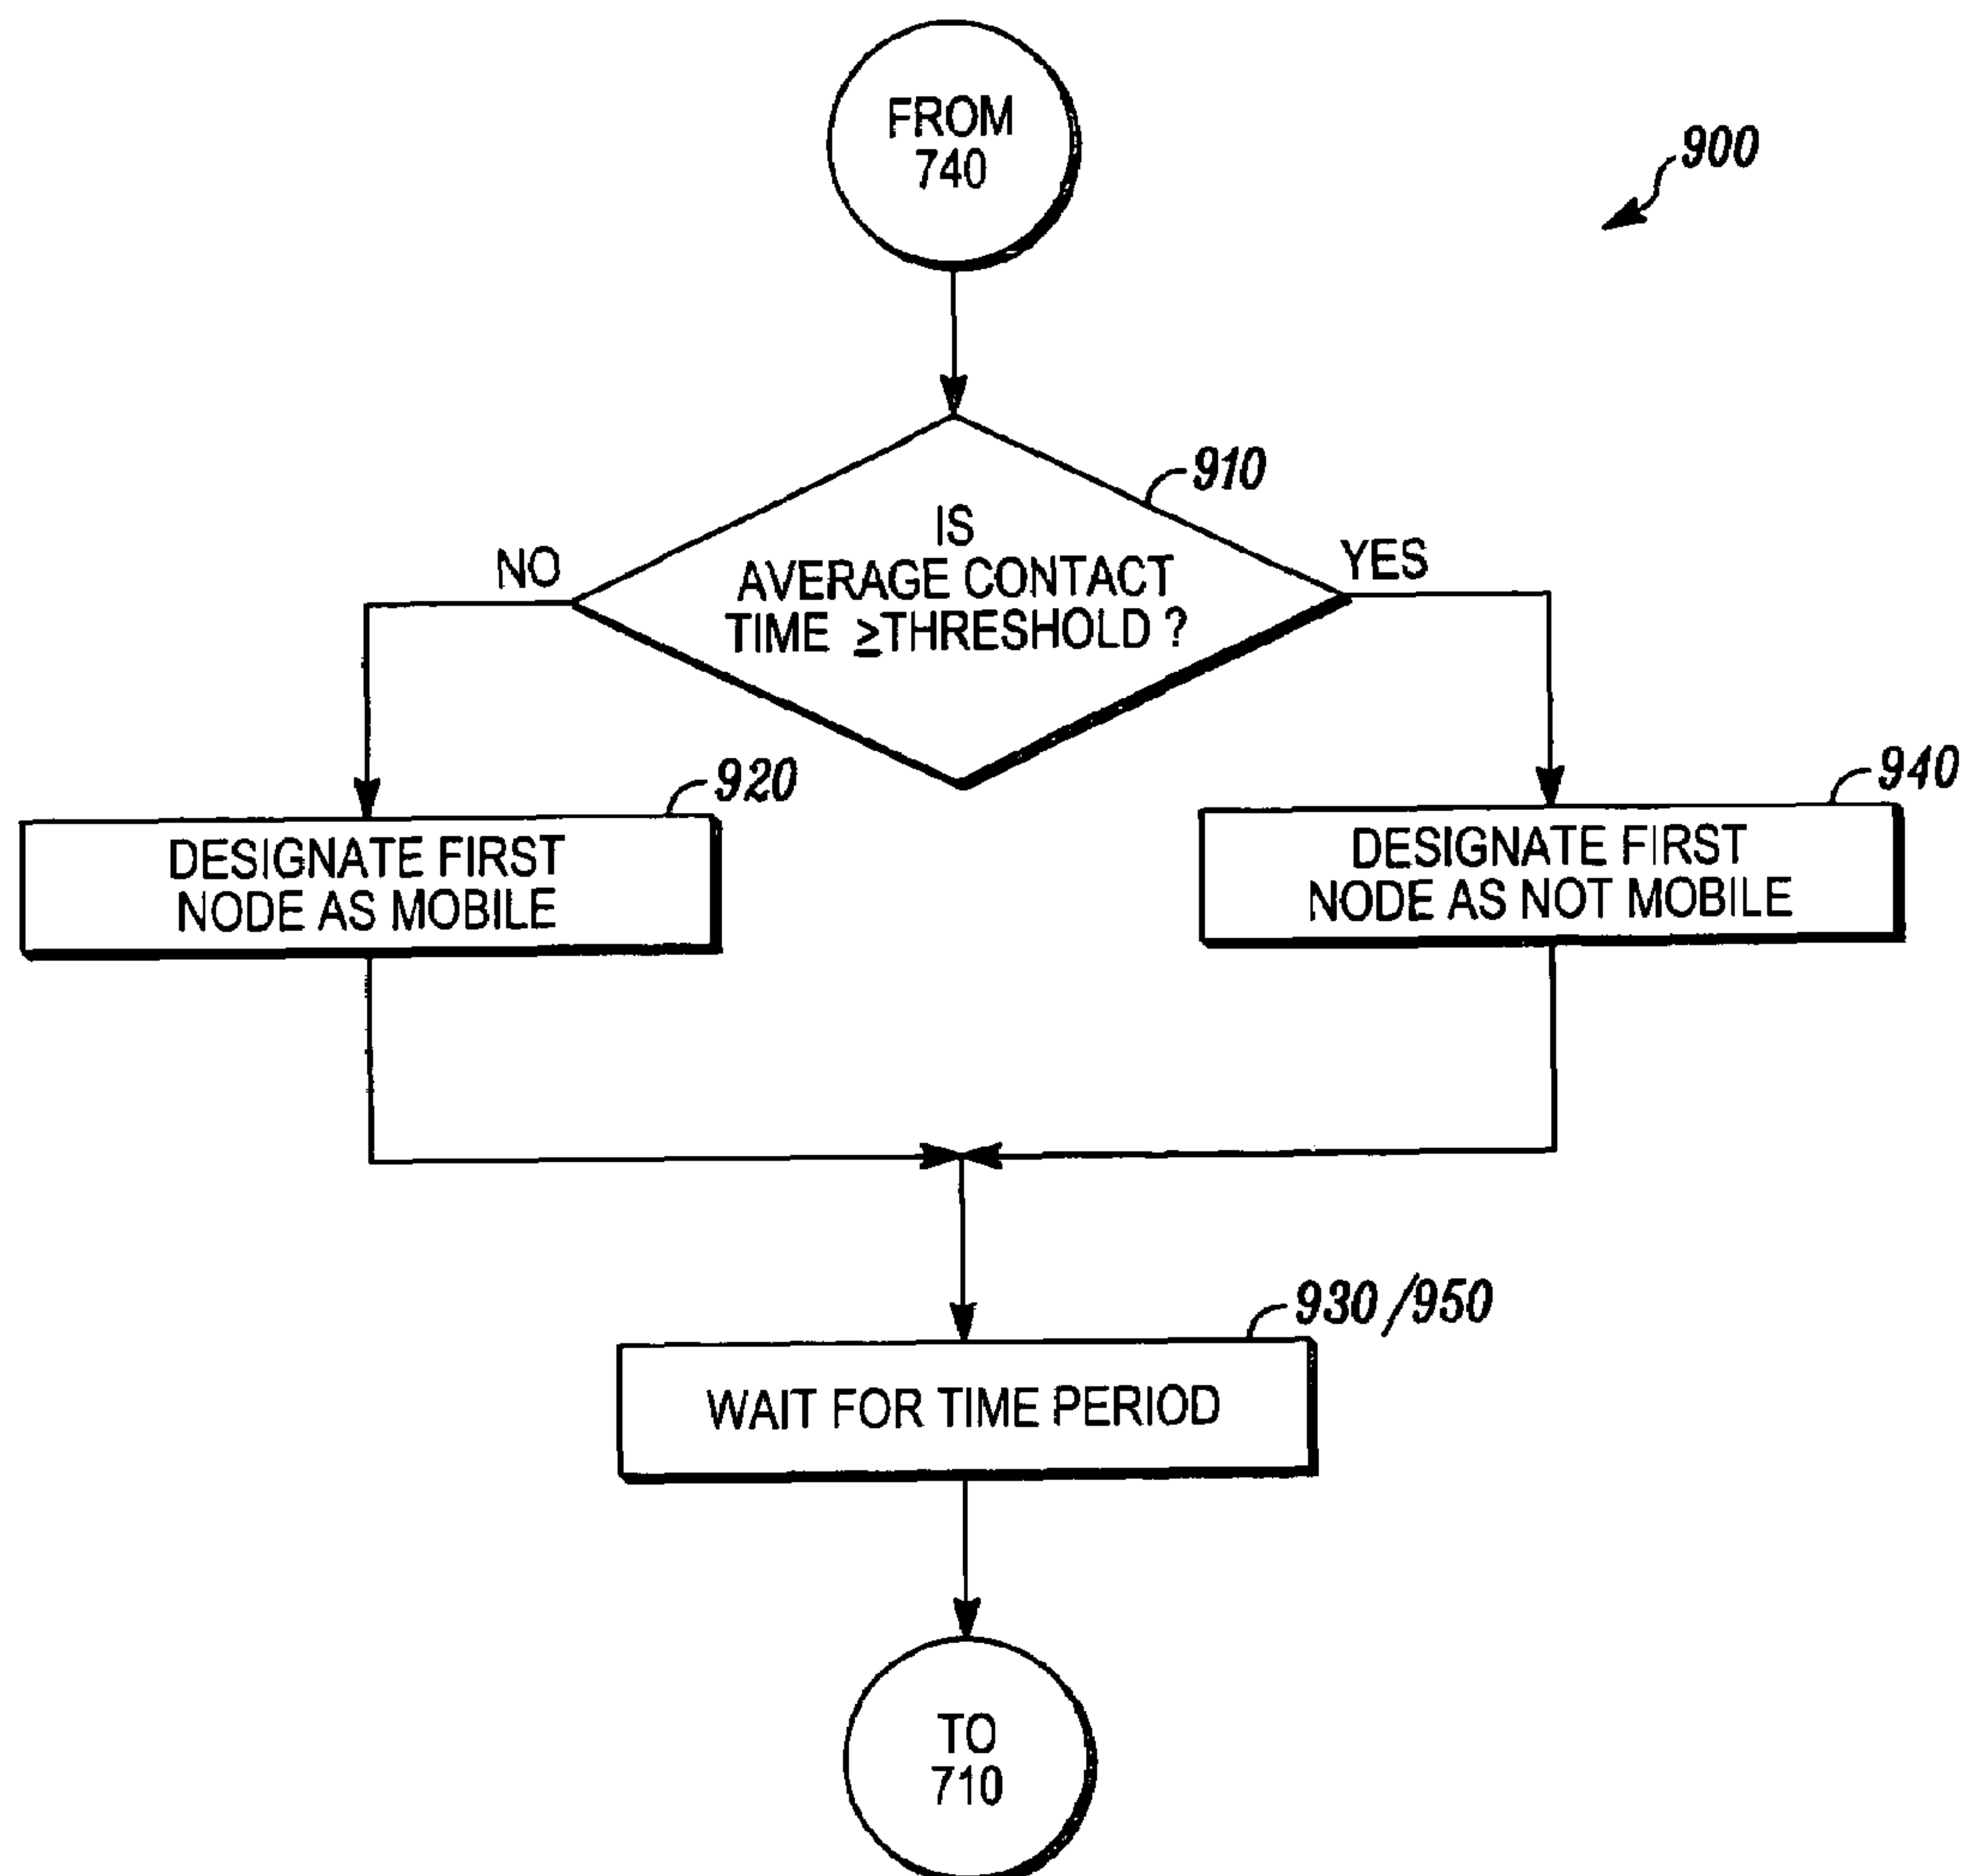 FROM
740
900
910
IS
AVERAGE CONTACT
TIME ≥THRESHOLD ?
NO
YES
920
DESIGNATE FIRST
NODE AS MOBILE
940
DESIGNATE FIRST
NODE AS NOT MOBILE
930/950
WAIT FOR TIME PERIOD
TO
710